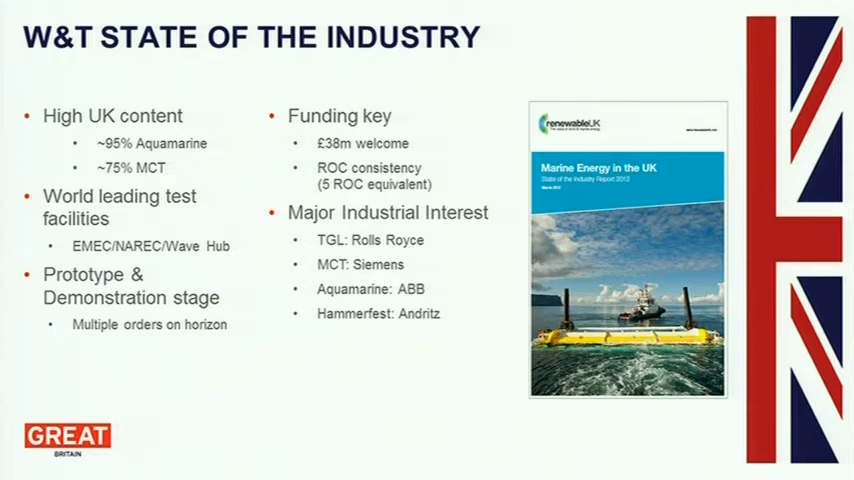 W&T STATE OF THE INDUSTRY
• High UK content
• ~95% Aquamarine
• ~75% MCT
• World leading test
facilities
• EMEC/NAREC/Wave Hub
• Prototype &
Demonstration stage
• Multiple orders on horizon
• Funding key
• £38m welcome
• ROC consistency
(5 ROC equivalent)
• Major Industrial Interest
• TGL: Rolls Royce
• MCT: Siemens
• Aquamarine: ABB
• Hammerfest: Andritz
renewableUK
Marine Energy in the UK
State of the Industry Report 2012
March 2012
GREAT
BRITAIN